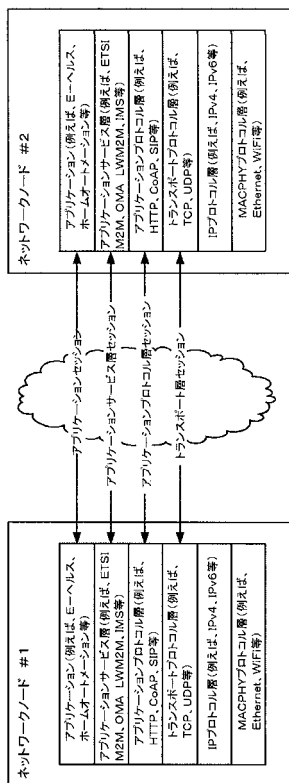 ネットワークノード #1
アプリケーション(例えば、E-ヘルス、
ホームオートメーション等)
アプリケーションサービス層(例えば、ETSI
M2M、OMA LWM2M、IMS等)
アプリケーションプロトコル層(例えば、
HTTP、CoAP、SIP等)
トランスポートプロトコル層(例えば、
TCP、UDP等)
IPプロトコル層(例えば、IPv4、IPv6等)
MACPHYプロトコル層(例えば、
Ethernet、WiFi等)
アプリケーションセッション
アプリケーションサービス層セッション
アプリケーションプロトコル層セッション
トランスポート層セッション
ネットワークノード #2
アプリケーション(例えば、E-ヘルス、
ホームオートメーション等)
アプリケーションサービス層(例えば、ETSI
M2M、OMA LWM2M、IMS等)
アプリケーションプロトコル層(例えば、
HTTP、CoAP、SIP等)
トランスポートプロトコル層(例えば、
TCP、UDP等)
IPプロトコル層(例えば、IPv4、IPv6等)
MACPHYプロトコル層(例えば、
Ethernet、WiFi等)